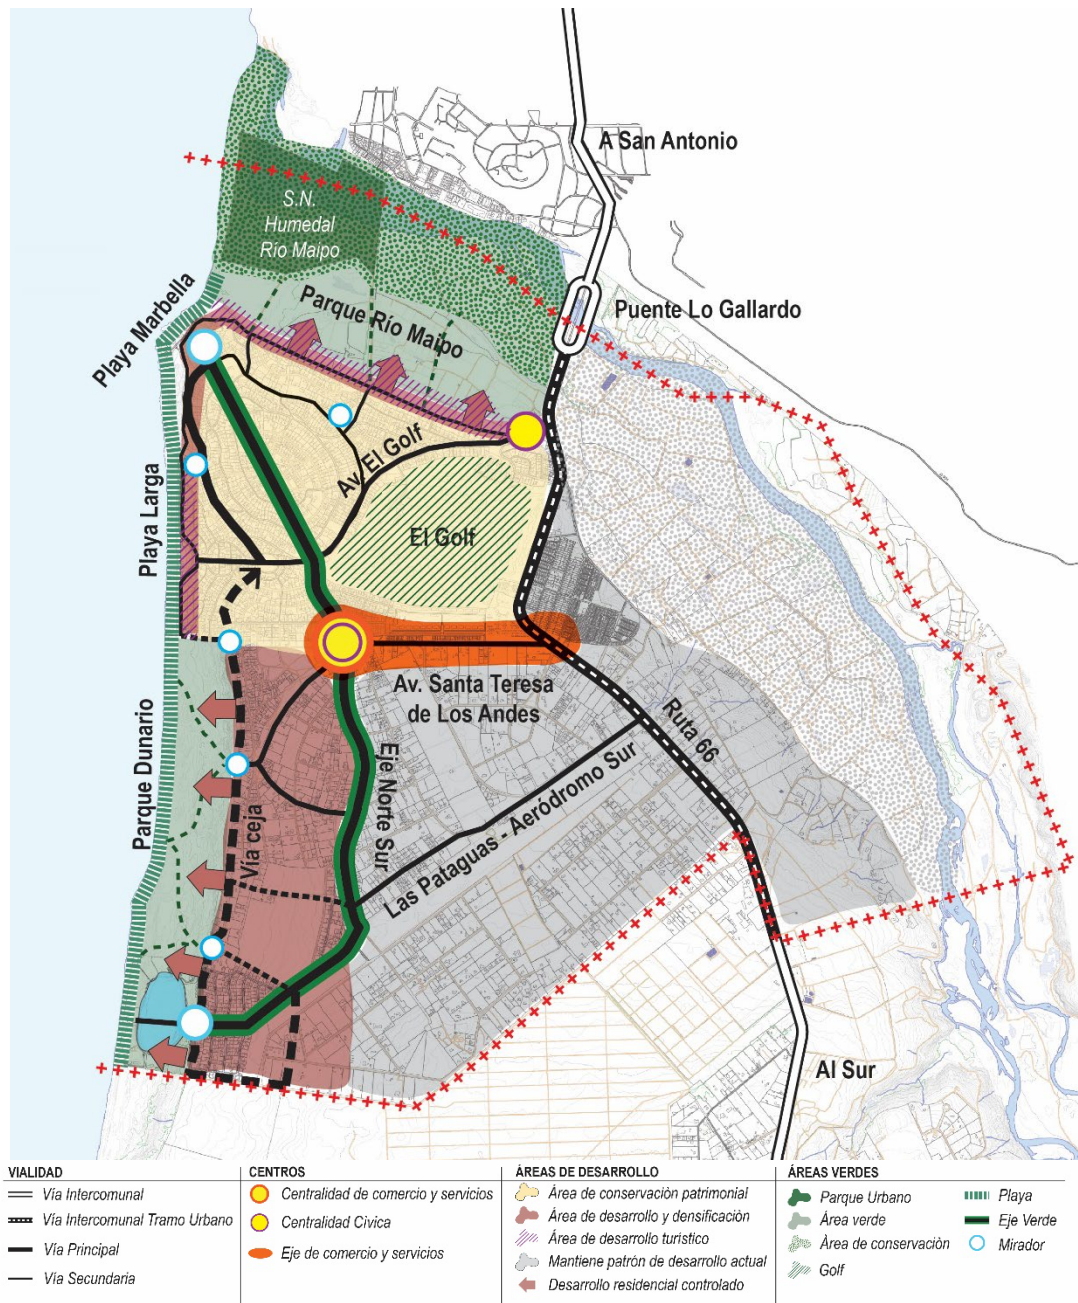 A San Antonio
S.N.
Humedal
Río Maipo
Parque Río Maipo
Puente Lo Gallardo
Playa Marbella
Av. El Golf
Playa Larga
El Golf
Av. Santa Teresa
de Los Andes
Ruta 66
Parque Dunario
Eje Norte Sur
Vía ceja
Las Pataguas - Aeródromo Sur
Al Sur
VIALIDAD
Vía Intercomunal
Vía Intercomunal Tramo Urbano
Vía Principal
Vía Secundaria
CENTROS
Centralidad de comercio y servicios
Centralidad Cívica
Eje de comercio y servicios
ÁREAS DE DESARROLLO
Área de conservaciòn patrimonial
Área de desarrollo y densificaciòn
Área de desarrollo turístico
Mantiene patrón de desarrollo actual
Desarrollo residencial controlado
ÁREAS VERDES
Parque Urbano
Área verde
Área de conservaciòn
Golf
Playa
Eje Verde
Mirador